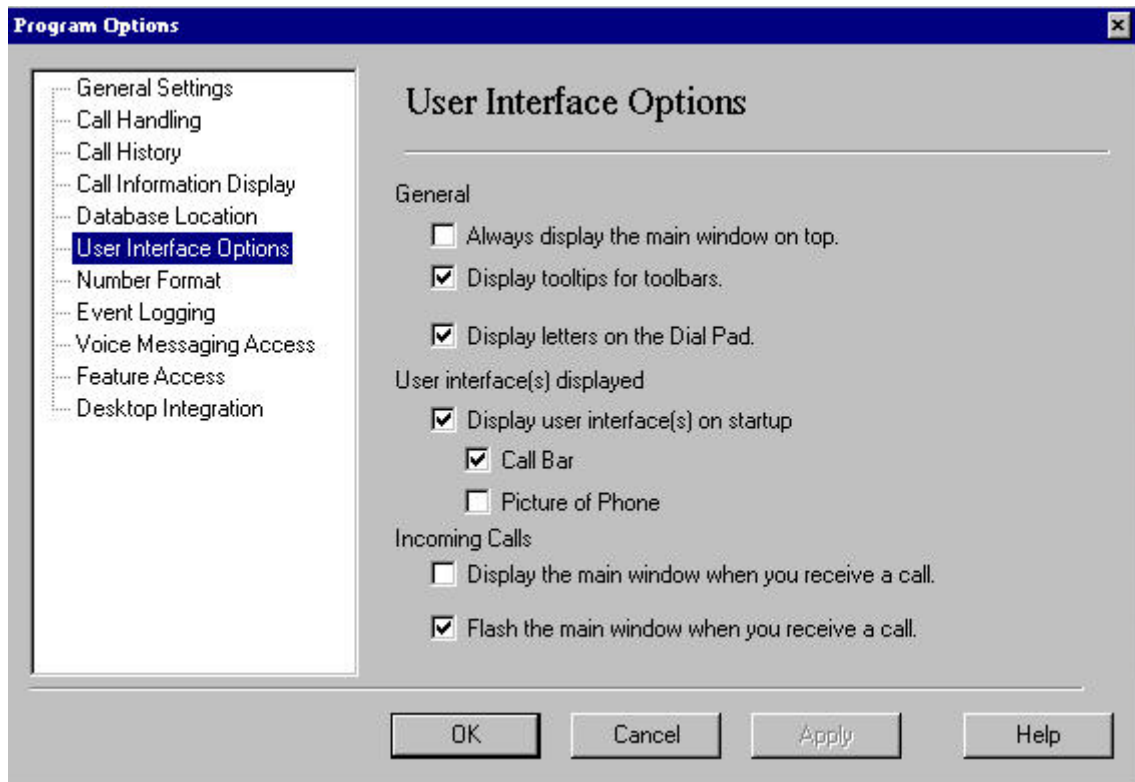 Program Options
General Settings
Call Handling
Call History
Call Information Display
Database Location
User Interface Options
Number Format
Event Logging
Voice Messaging Access
Feature Access
Desktop Integration
User Interface Options
General
Always display the main window on top.
Display tooltips for toolbars.
Display letters on the Dial Pad.
User interface(s) displayed
Display user interface(s) on startup
Call Bar
Picture of Phone
Incoming Calls
Display the main window when you receive a call.
Flash the main window when you receive a call.
OK Cancel Apply Help